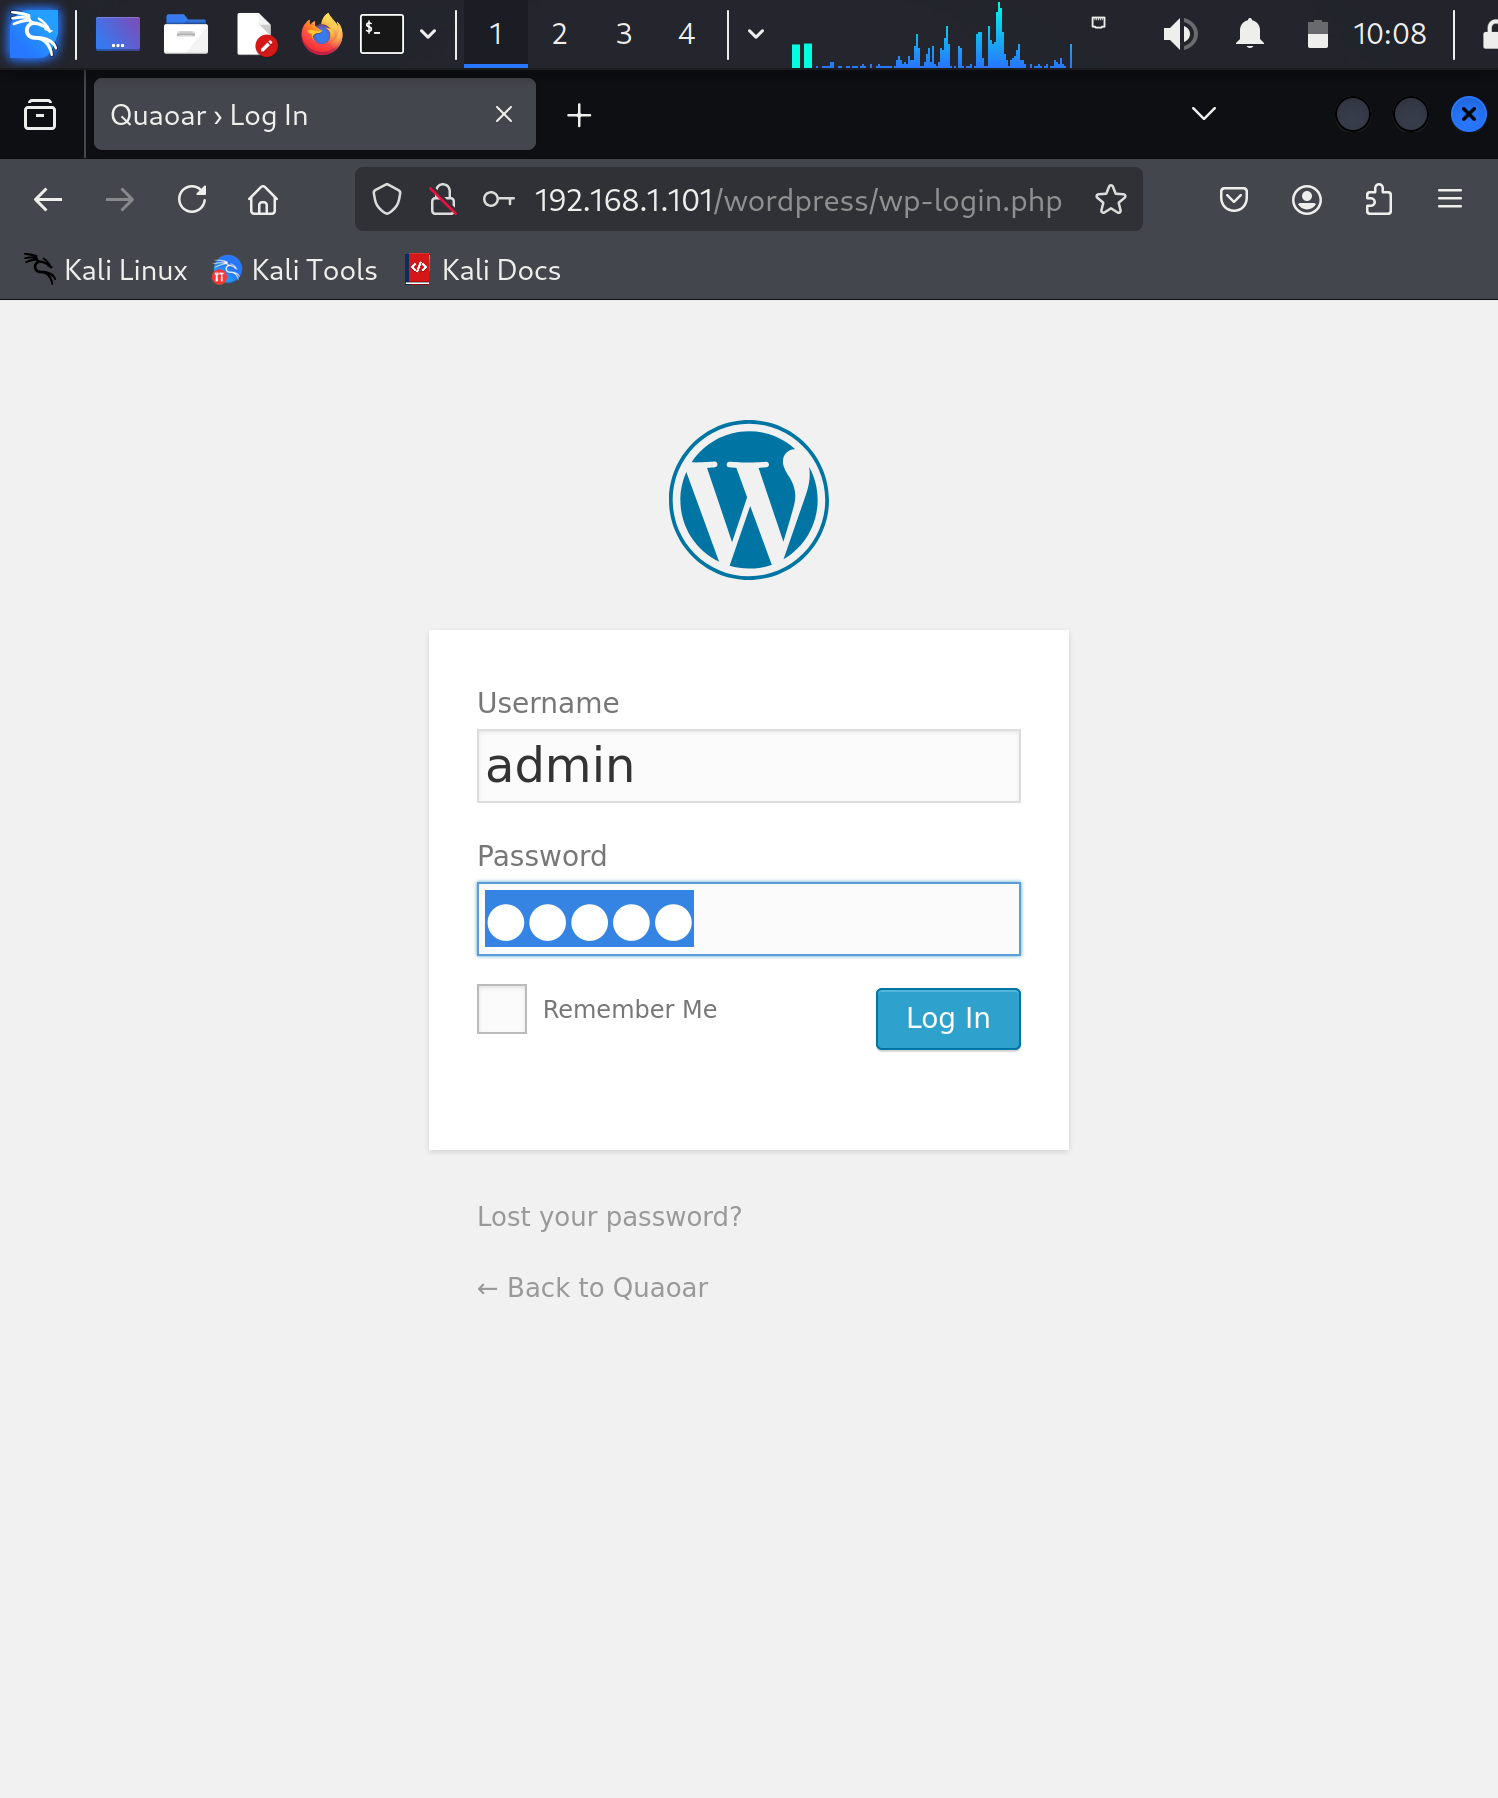 1 2 3 4 10:08
Quaoar › Log In
192.168.1.101/wordpress/wp-login.php
Kali Linux Kali Tools Kali Docs
Username
admin
Password
●●●●●
Remember Me
Log In
Lost your password?
← Back to Quaoar